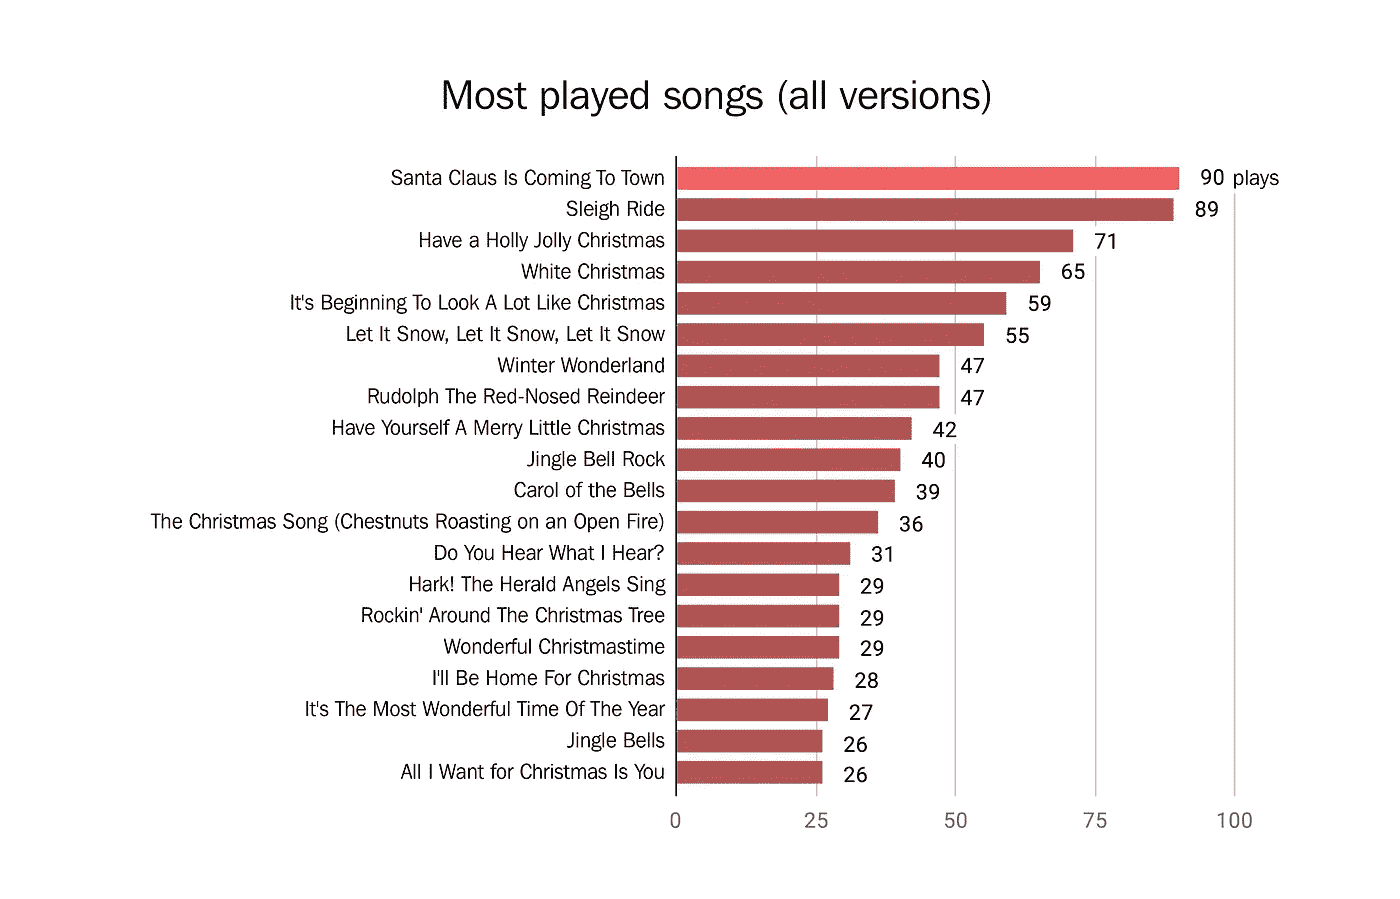 Most played songs (all versions)
Santa Claus Is Coming To Town 90 plays
Sleigh Ride 89
Have a Holly Jolly Christmas 71
White Christmas 65
It's Beginning To Look A Lot Like Christmas 59
Let It Snow, Let It Snow, Let It Snow 55
Winter Wonderland 47
Rudolph The Red-Nosed Reindeer 47
Have Yourself A Merry Little Christmas 42
Jingle Bell Rock 40
Carol of the Bells 39
The Christmas Song (Chestnuts Roasting on an Open Fire) 36
Do You Hear What I Hear? 31
Hark! The Herald Angels Sing 29
Rockin' Around The Christmas Tree 29
Wonderful Christmastime 29
I'll Be Home For Christmas 28
It's The Most Wonderful Time Of The Year 27
Jingle Bells 26
All I Want for Christmas Is You 26
0 25 50 75 100